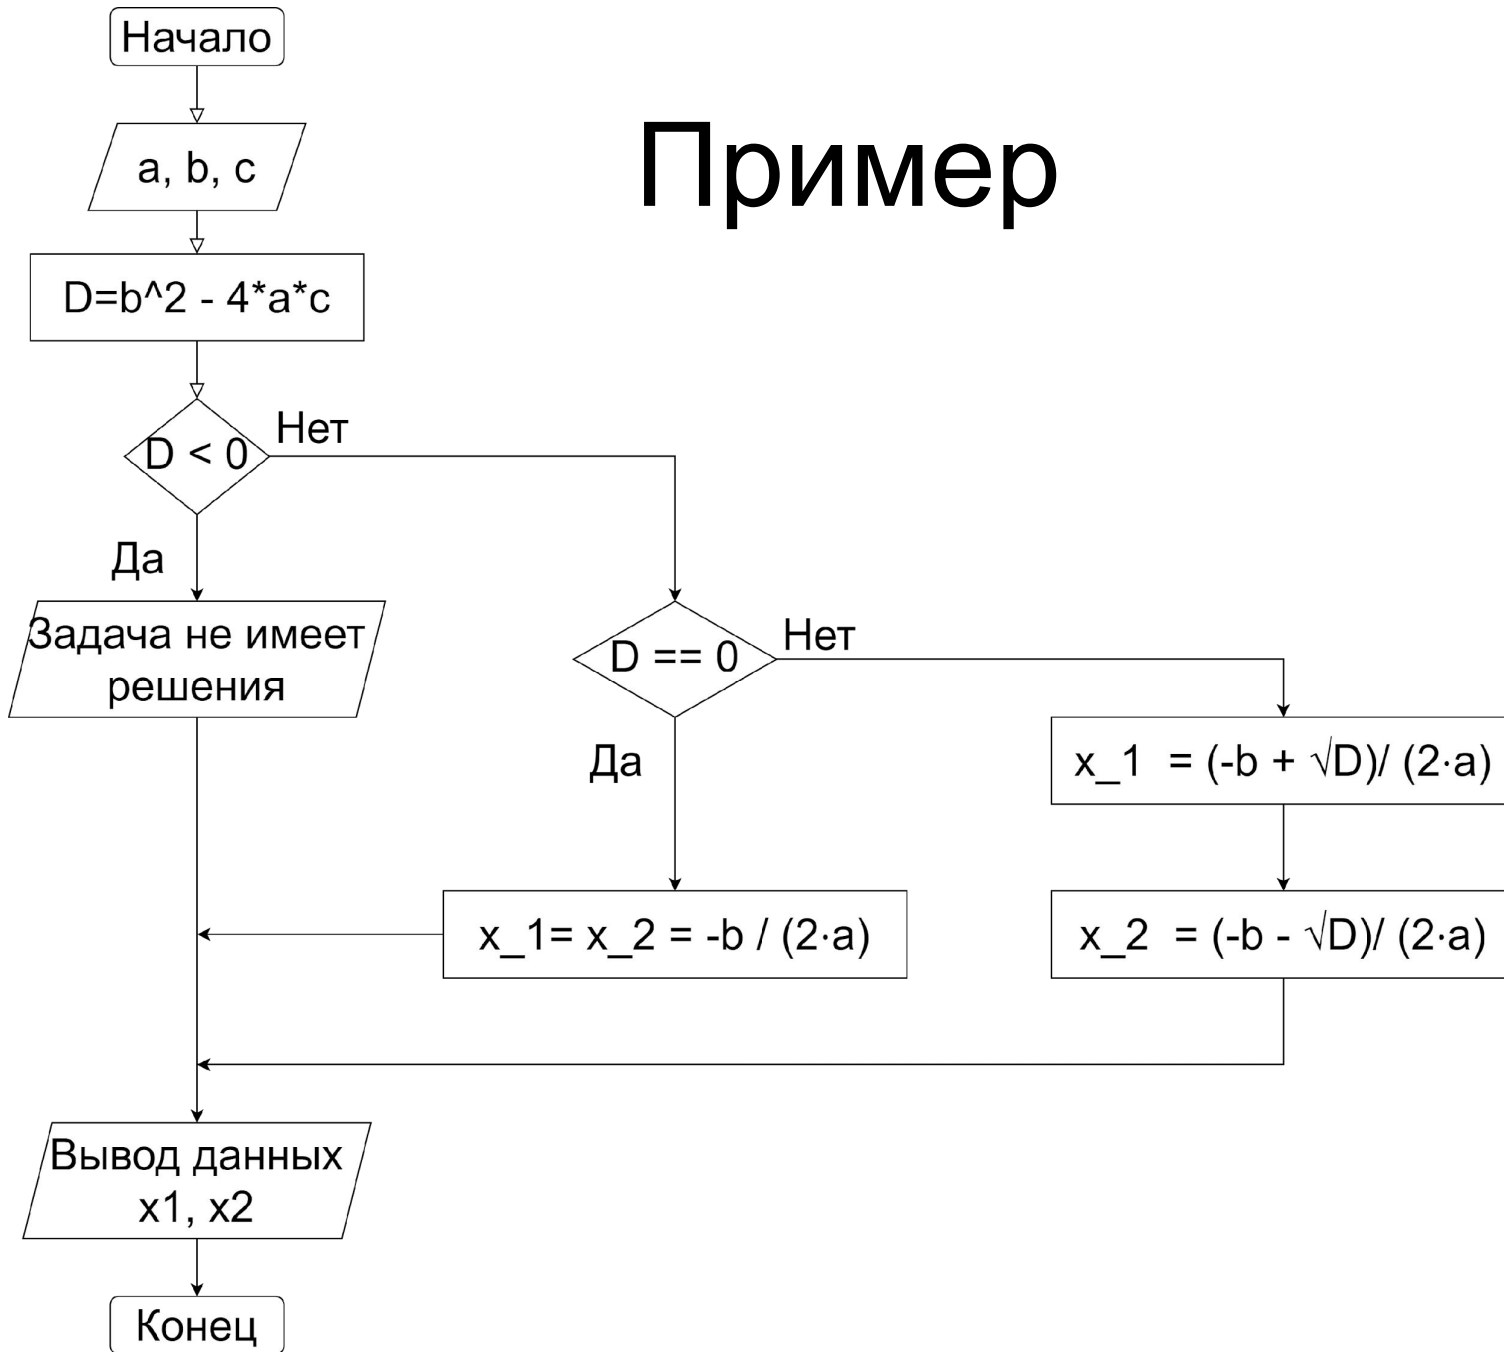 Начало
Пример
a, b, c
D=b^2 - 4*a*c
D < 0
Нет
Да
Задача не имеет
решения
D == 0
Нет
Да
x_1  = (-b + √D)/ (2·a)
x_1= x_2 = -b / (2·a)
x_2  = (-b - √D)/ (2·a)
Вывод данных
x1, x2
Конец